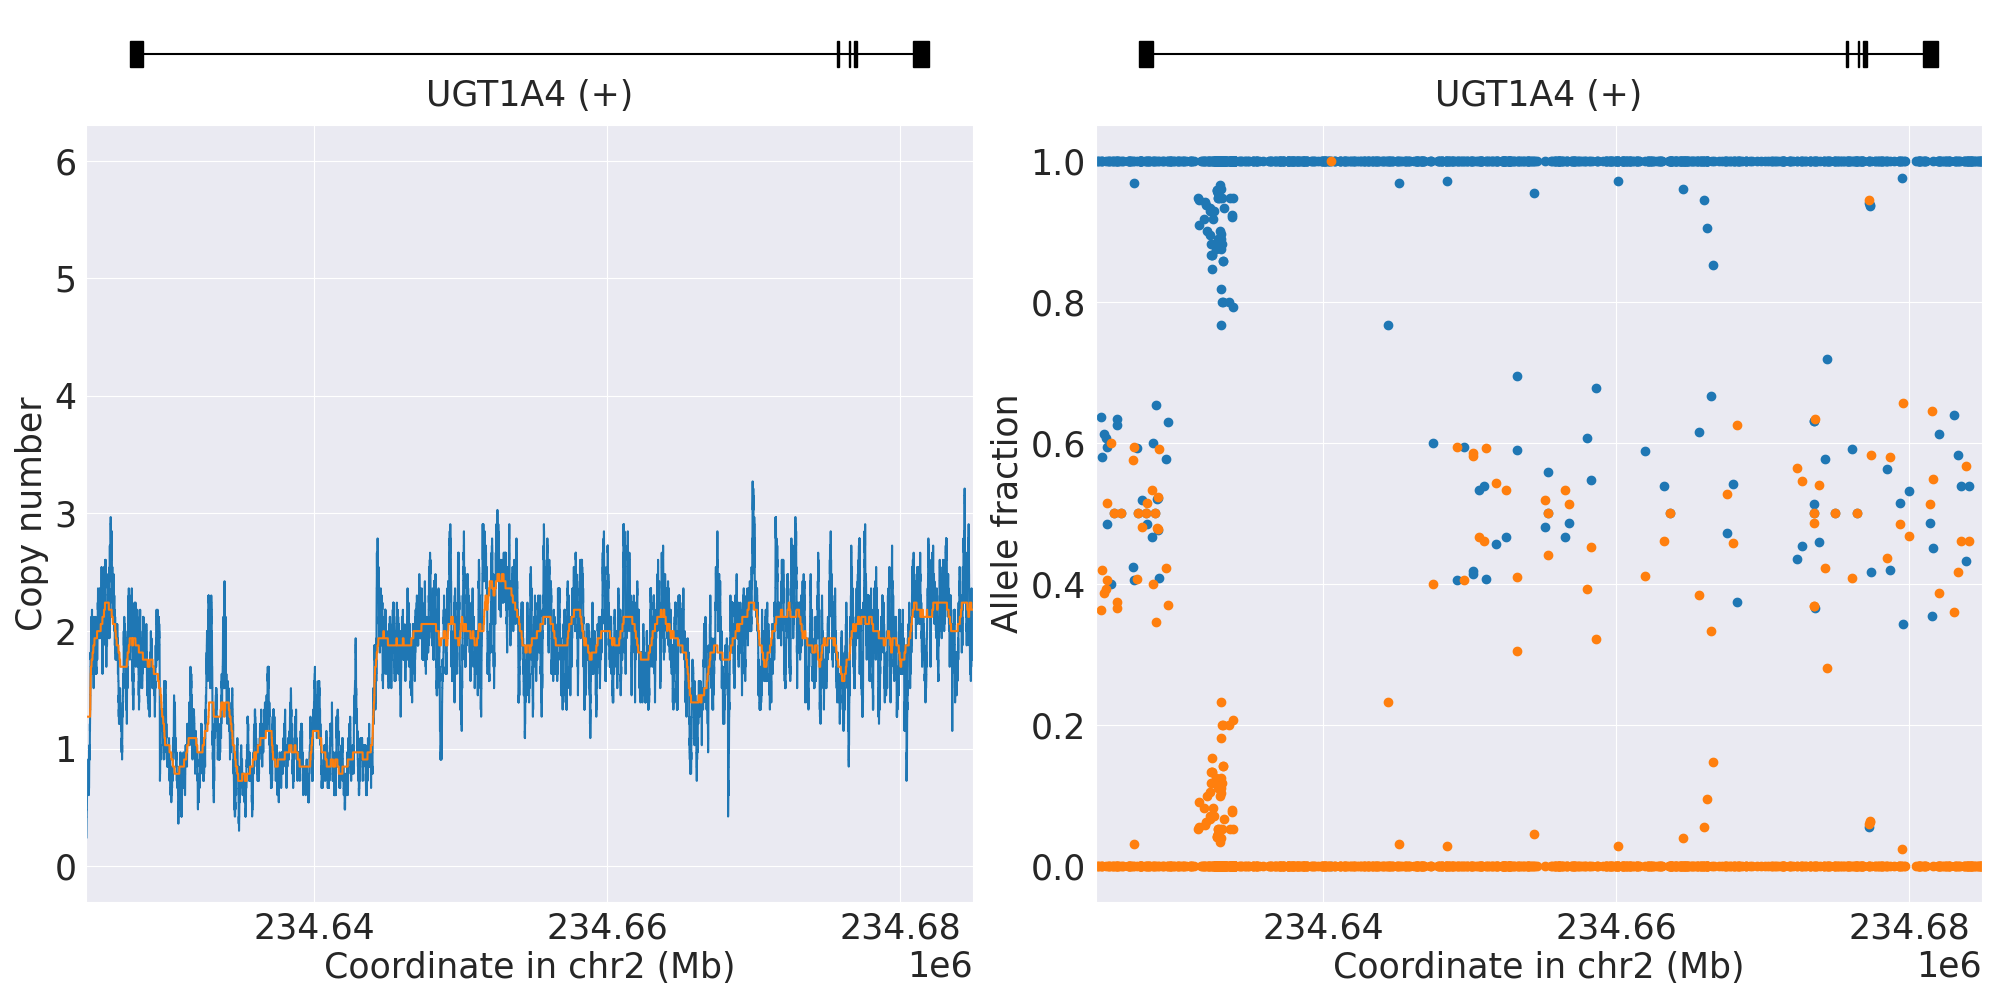 UGT1A4 (+)
6
5
4
3
2
1
0
Copy number
234.64
234.66
234.68
Coordinate in chr2 (Mb)
1e6
UGT1A4 (+)
1.0
0.8
0.6
0.4
0.2
0.0
Allele fraction
234.64
234.66
234.68
Coordinate in chr2 (Mb)
1e6